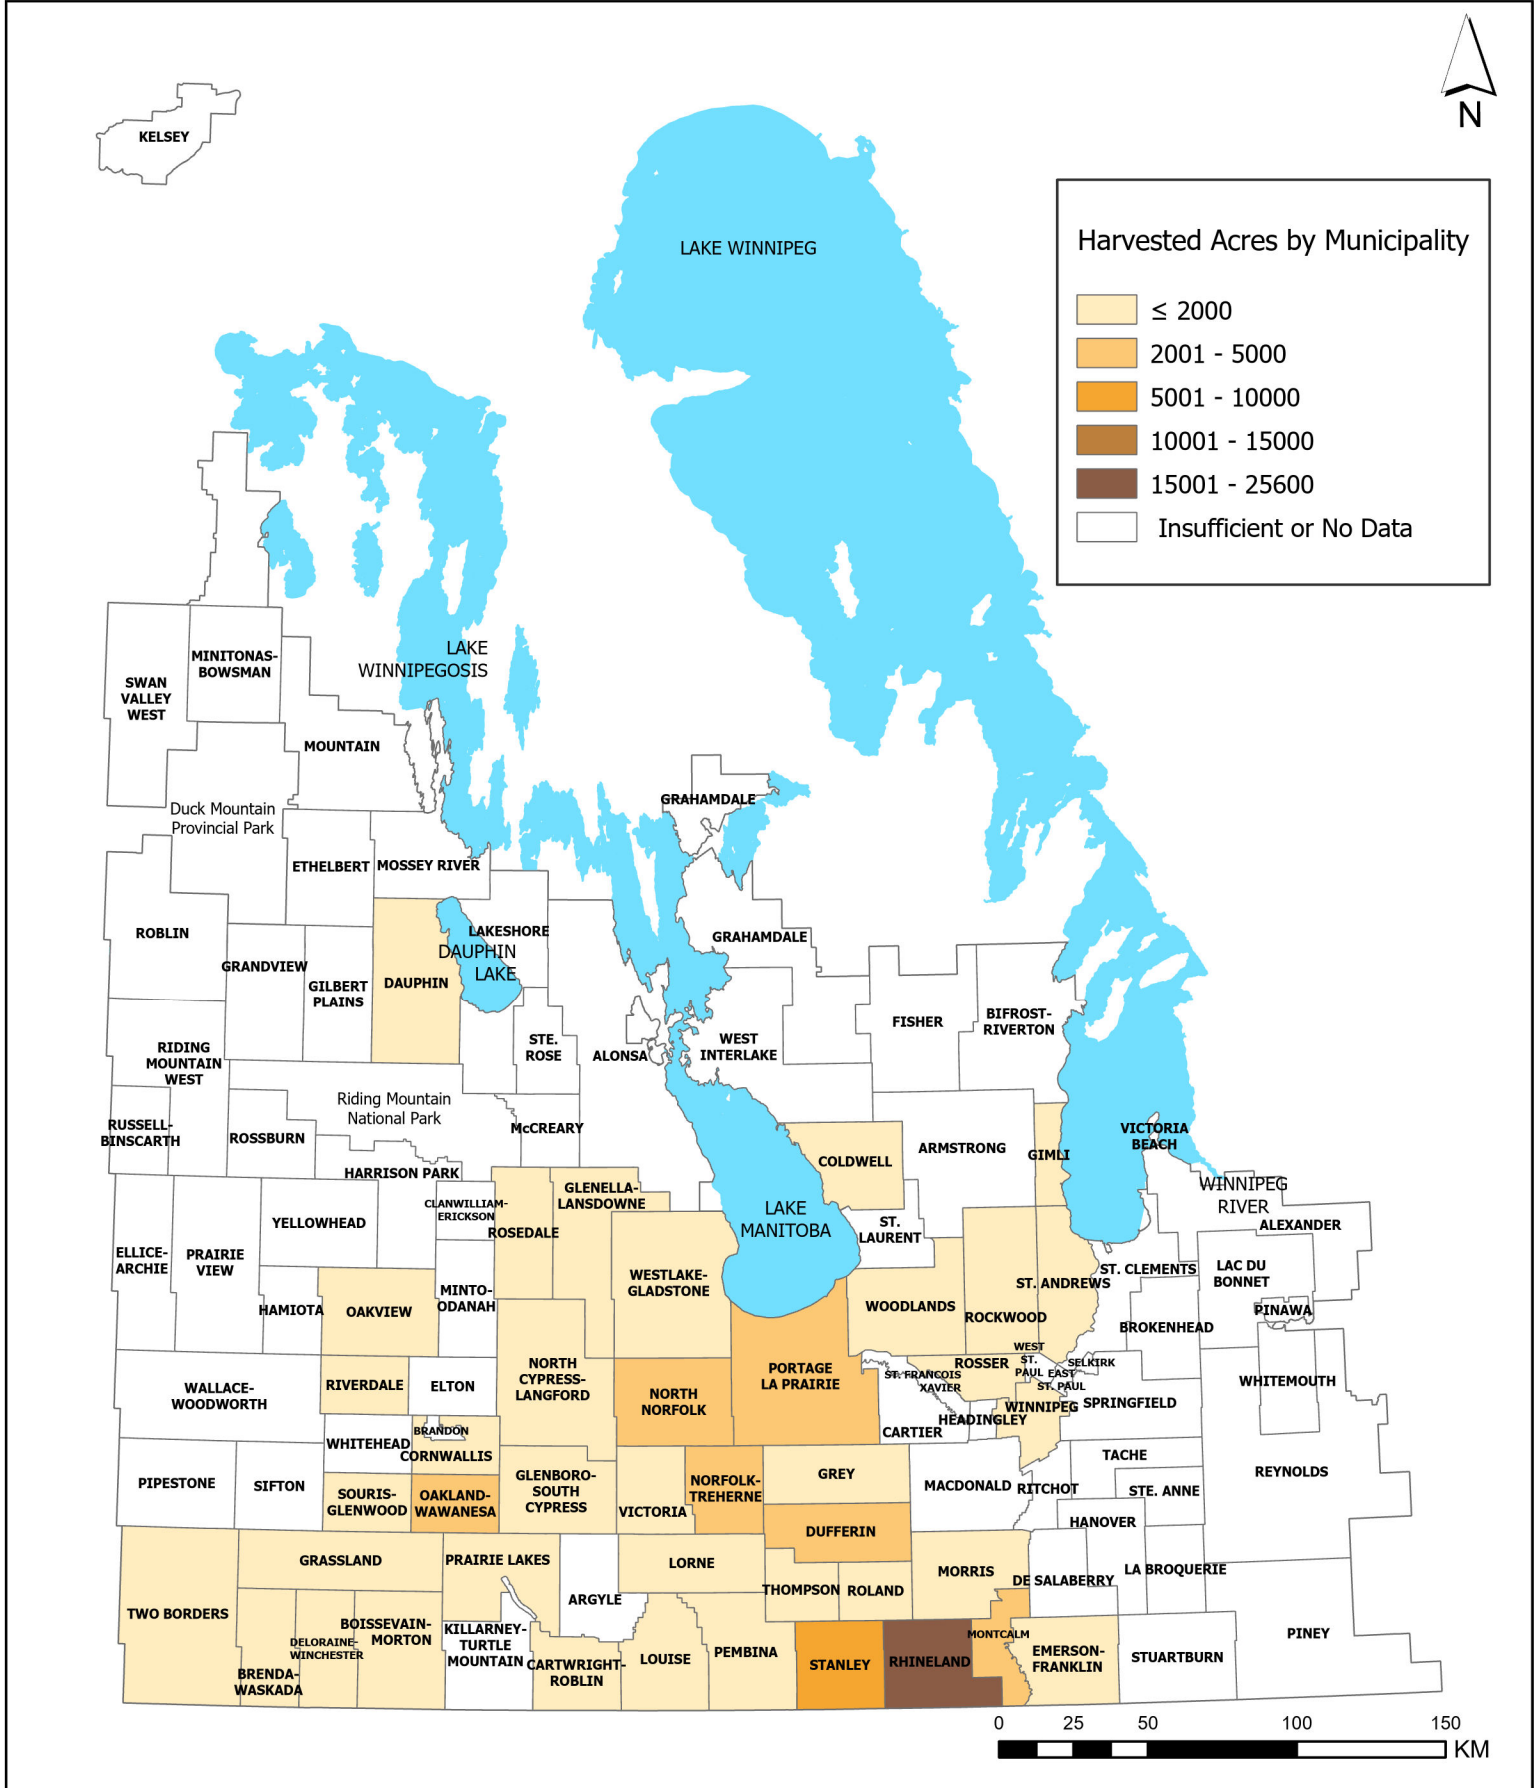 N
KELSEY
LAKE WINNIPEG
Harvested Acres by Municipality
≤ 2000
2001 - 5000
5001 - 10000
10001 - 15000
15001 - 25600
Insufficient or No Data
LAKE
WINNIPEGOSIS
MINITONAS-
BOWSMAN
SWAN
VALLEY
WEST
MOUNTAIN
Duck Mountain
Provincial Park
GRAHAMDALE
ETHELBERT
MOSSEY RIVER
ROBLIN
LAKESHORE
DAUPHIN
LAKE
GRAHAMDALE
GRANDVIEW
GILBERT
PLAINS
DAUPHIN
FISHER
BIFROST-
RIVERTON
STE.
ROSE
ALONSA
WEST
INTERLAKE
RIDING
MOUNTAIN
WEST
Riding Mountain
National Park
RUSSELL-
BINSCARTH
ROSSBURN
McCREARY
VICTORIA
BEACH
ARMSTRONG
GIMLI
COLDWELL
HARRISON PARK
GLENELLA-
LANSDOWNE
WINNIPEG
RIVER
CLANWILLIAM-
ERICKSON
ROSEDALE
LAKE
MANITOBA
ST.
LAURENT
ALEXANDER
YELLOWHEAD
ELLICE-
ARCHIE
PRAIRIE
VIEW
WESTLAKE-
GLADSTONE
ST. ANDREWS
ST. CLEMENTS
LAC DU
BONNET
HAMIOTA
OAKVIEW
MINTO-
ODANAH
WOODLANDS
ROCKWOOD
PINAWA
BROKENHEAD
WEST
ST.
PAUL
EAST
ST. PAUL
SELKIRK
ROSSER
ST. FRANCOIS
XAVIER
NORTH
CYPRESS-
LANGFORD
PORTAGE
LA PRAIRIE
RIVERDALE
ELTON
WALLACE-
WOODWORTH
NORTH
NORFOLK
WHITEMOUTH
SPRINGFIELD
WINNIPEG
HEADINGLEY
CARTIER
BRANDON
WHITEHEAD
CORNWALLIS
TACHE
PIPESTONE
SIFTON
GREY
GLENBORO-
SOUTH
CYPRESS
NORFOLK-
TREHERNE
MACDONALD
RITCHOT
STE. ANNE
REYNOLDS
SOURIS-
GLENWOOD
OAKLAND-
WAWANESA
VICTORIA
HANOVER
DUFFERIN
GRASSLAND
PRAIRIE LAKES
LORNE
MORRIS
DE SALABERRY
LA BROQUERIE
THOMPSON
ROLAND
ARGYLE
TWO BORDERS
BOISSEVAIN-
MORTON
DELORAINE-
WINCHESTER
BRENDA-
WASKADA
KILLARNEY-
TURTLE
MOUNTAIN
CARTWRIGHT-
ROBLIN
LOUISE
PEMBINA
STANLEY
RHINELAND
MONTCALM
EMERSON-
FRANKLIN
STUARTBURN
PINEY
0 25 50 100 150
KM